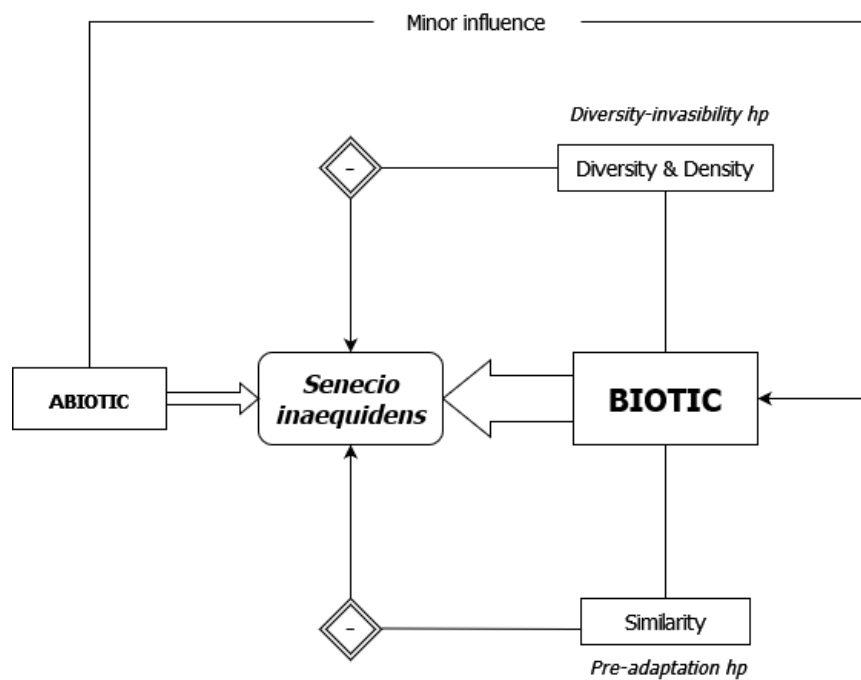 Minor influence
Diversity-invasibility hp
Diversity & Density
-
ABIOTIC
Senecio
inaequidens
BIOTIC
-
Similarity
Pre-adaptation hp